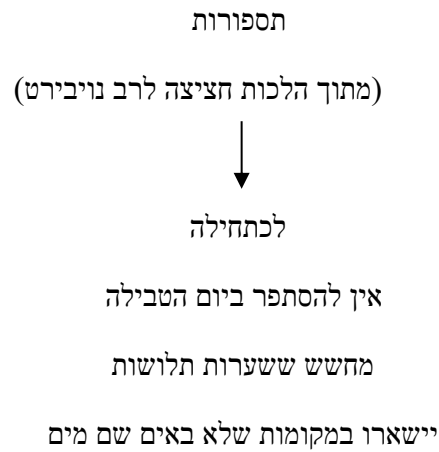 תספורות
(מתוך הלכות חציצה לרב נויבירט)
לכתחילה
אין להסתפר ביום הטבילה
מחשש ששערות תלושות
יישארו במקומות שלא באים שם מים